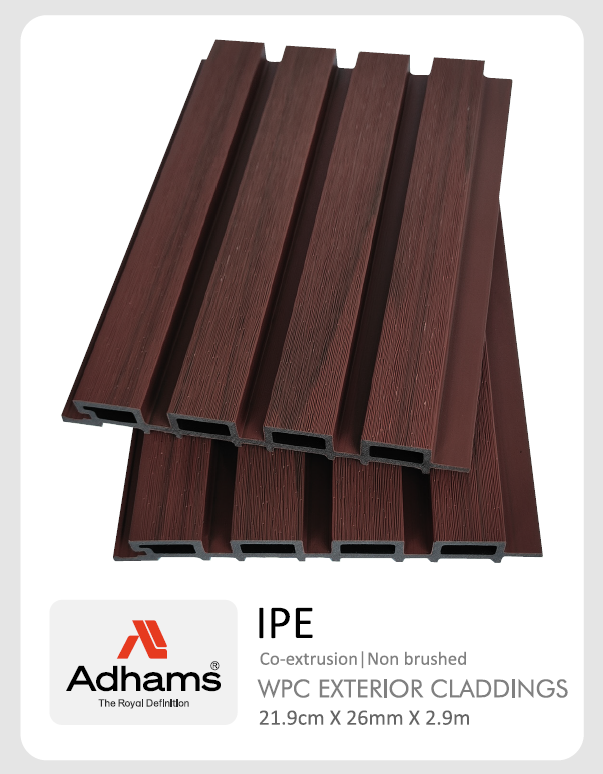 IPE
Co-extrusion|Non brushed
WPC EXTERIOR CLADDINGS
21.9cm X 26mm X 2.9m
Adhams®
The Royal Definition